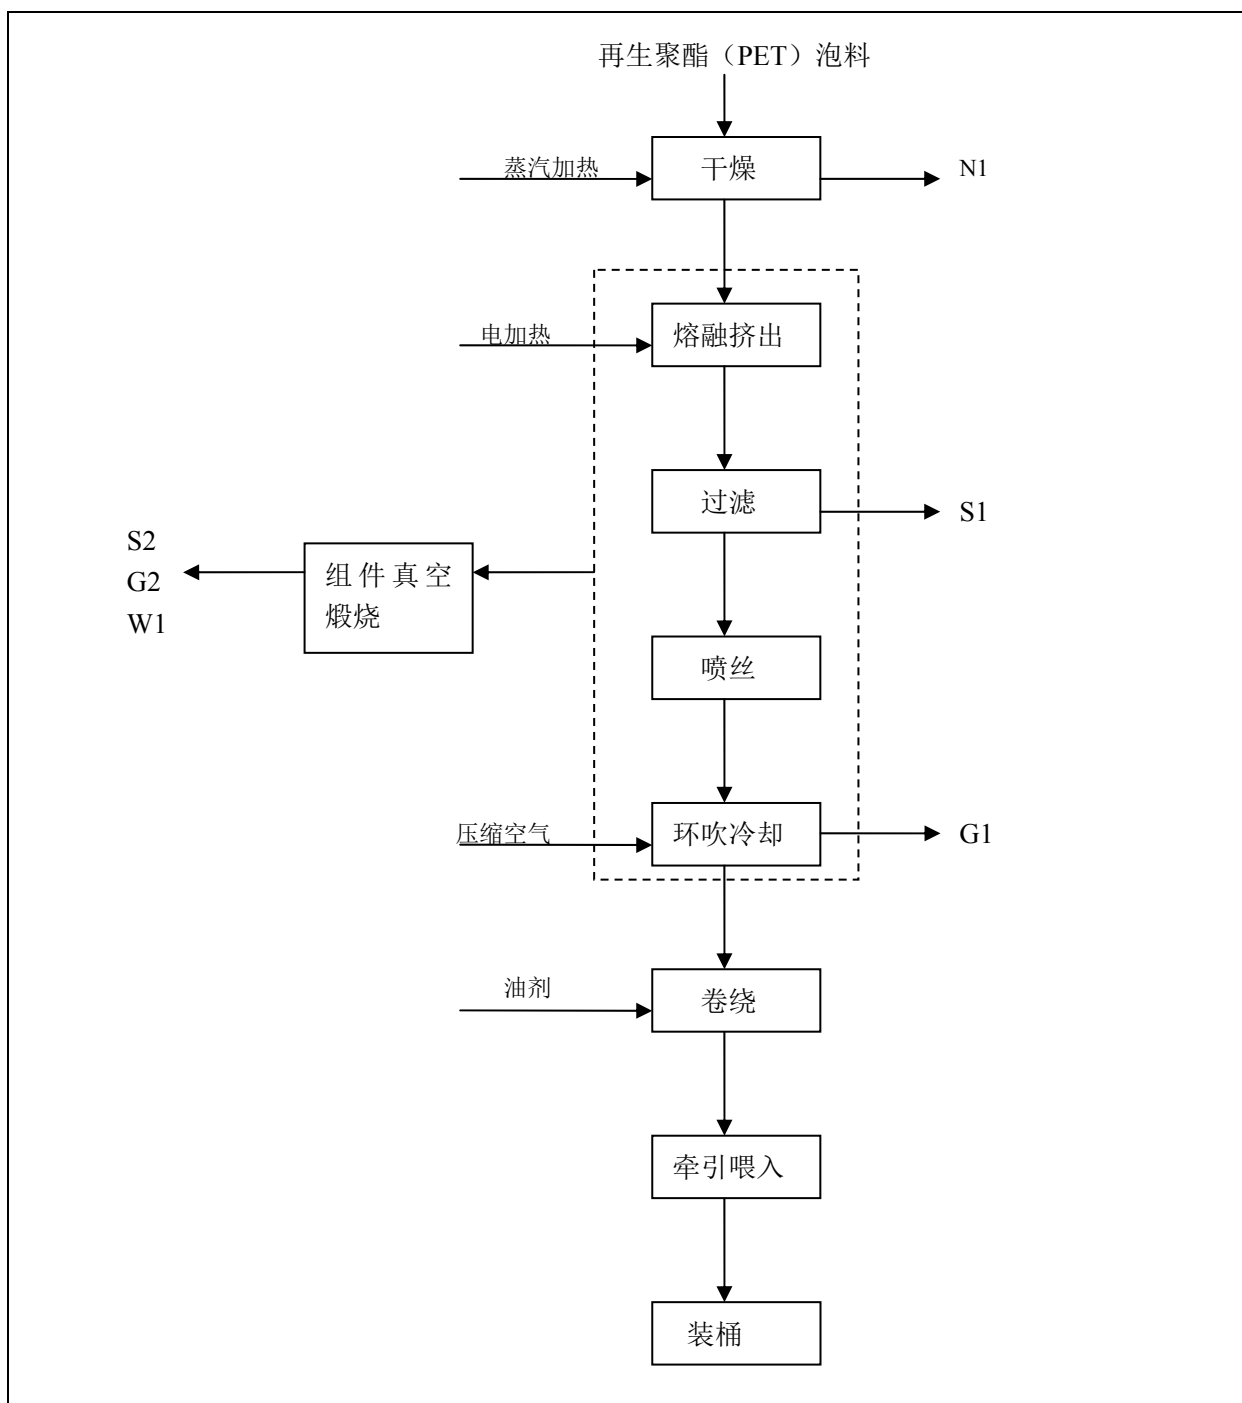 再生聚酯（PET）泡料
蒸汽加热
干燥
N1
电加热
熔融挤出
过滤
S1
S2
G2
W1
组件真空
煅烧
喷丝
压缩空气
环吹冷却
G1
油剂
卷绕
牵引喂入
装桶